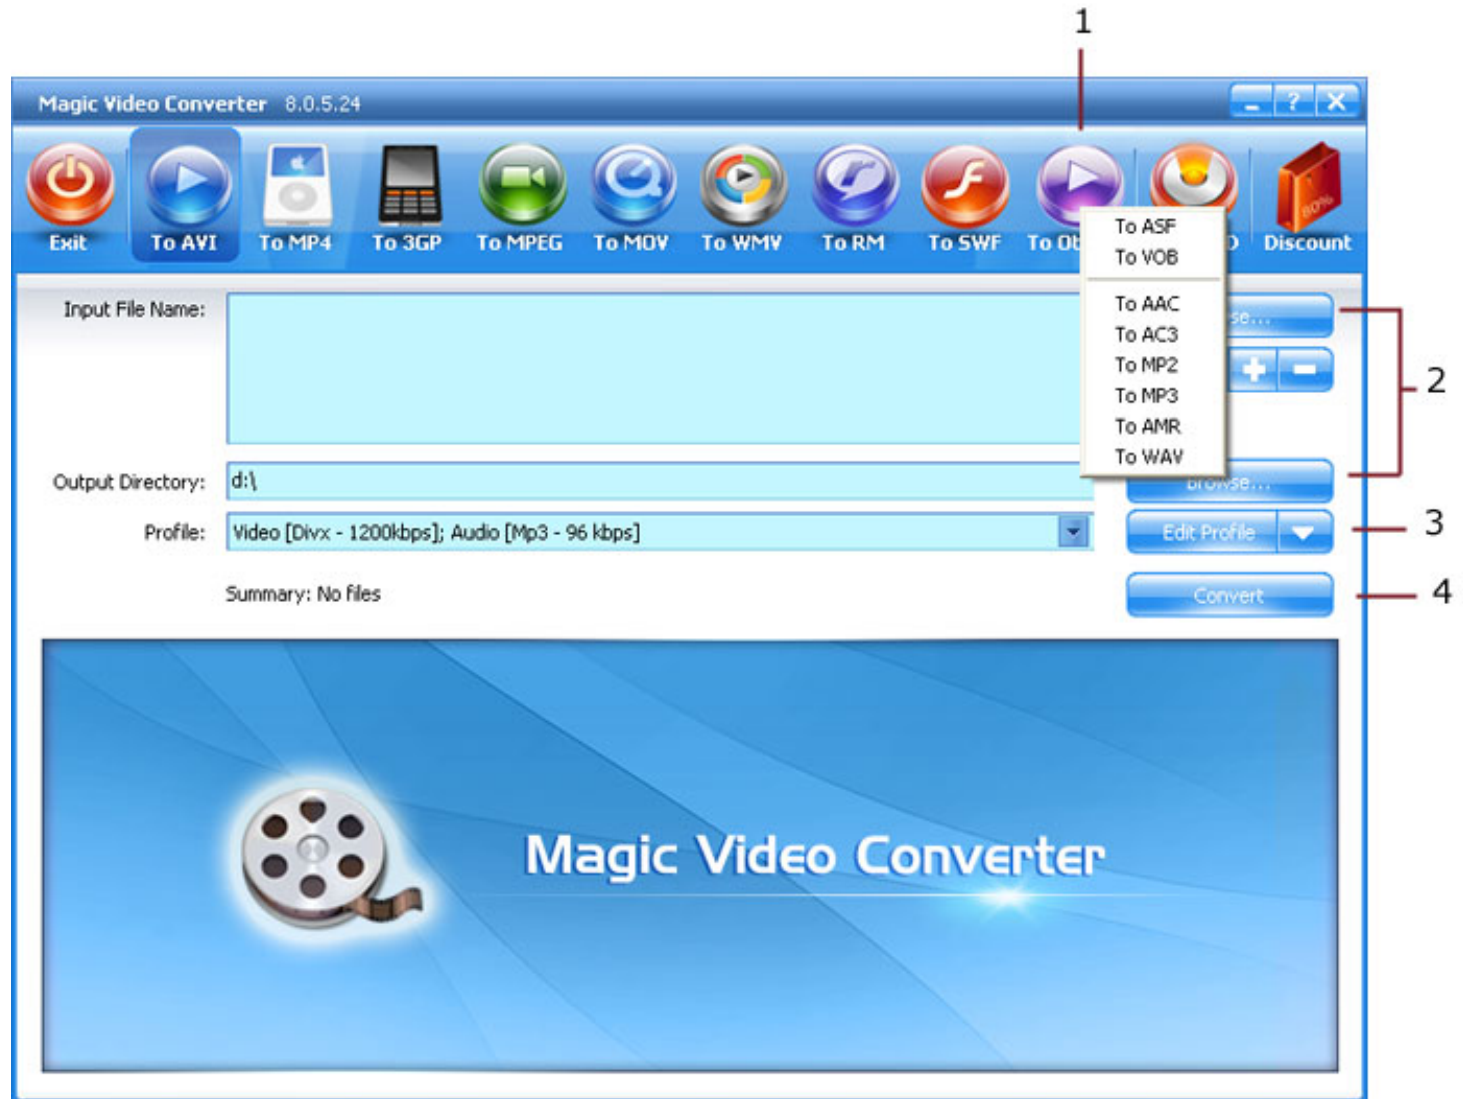 1
Magic Video Converter 8.0.5.24
Exit To AVI To MP4 To 3GP To MPEG To MOV To WMV To RM To SWF To Discount
80%
To ASF
To VOB
To AAC
To AC3
To MP2
To MP3
To AMR
To WAV
Input File Name:
2
Output Directory: d:\ Browse...
Profile: Video [Divx - 1200kbps]; Audio [Mp3 - 96 kbps] Edit Profile 3
Summary: No files Convert 4
Magic Video Converter